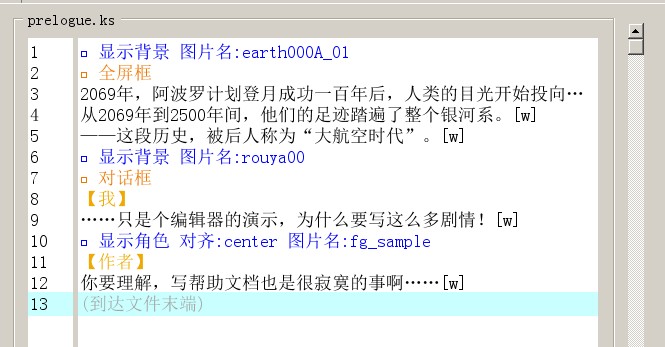 prelogue.ks
1 □ 显示背景 图片名:earth000A_01
2 □ 全屏框
3 2069年，阿波罗计划登月成功一百年后，人类的目光开始投向…
4 从2069年到2500年间，他们的足迹踏遍了整个银河系。[w]
5 ——这段历史，被后人称为“大航空时代”。[w]
6 □ 显示背景 图片名:rouya00
7 □ 对话框
8 【我】
9 ……只是个编辑器的演示，为什么要写这么多剧情！[w]
10 □ 显示角色 对齐:center 图片名:fg_sample
11 【作者】
12 你要理解，写帮助文档也是很寂寞的事啊……[w]
13 (到达文件末端)